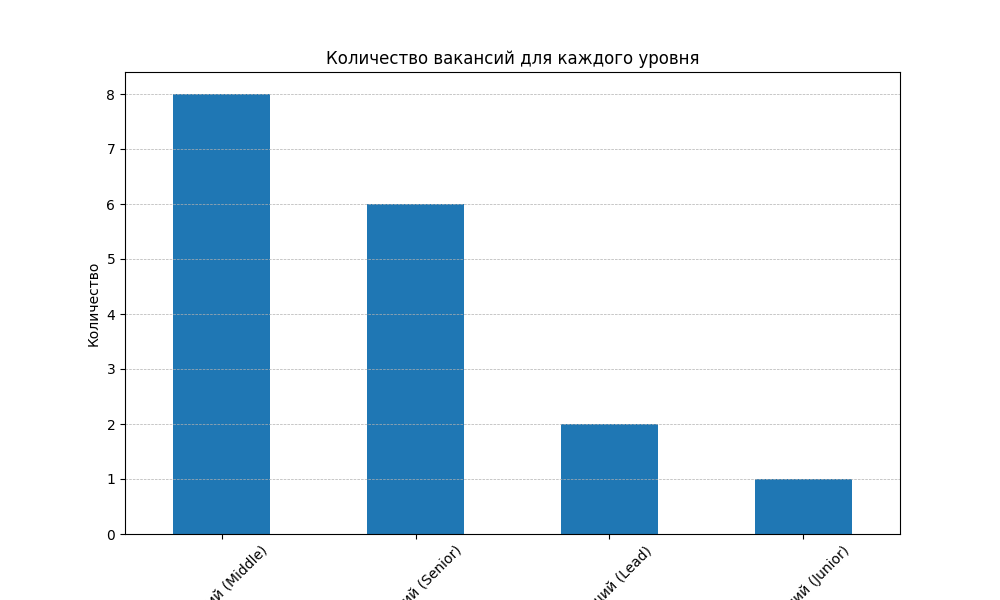 Количество вакансий для каждого уровня
Количество
8
7
6
5
4
3
2
1
0
(Middle)
(Senior)
(Lead)
(Junior)